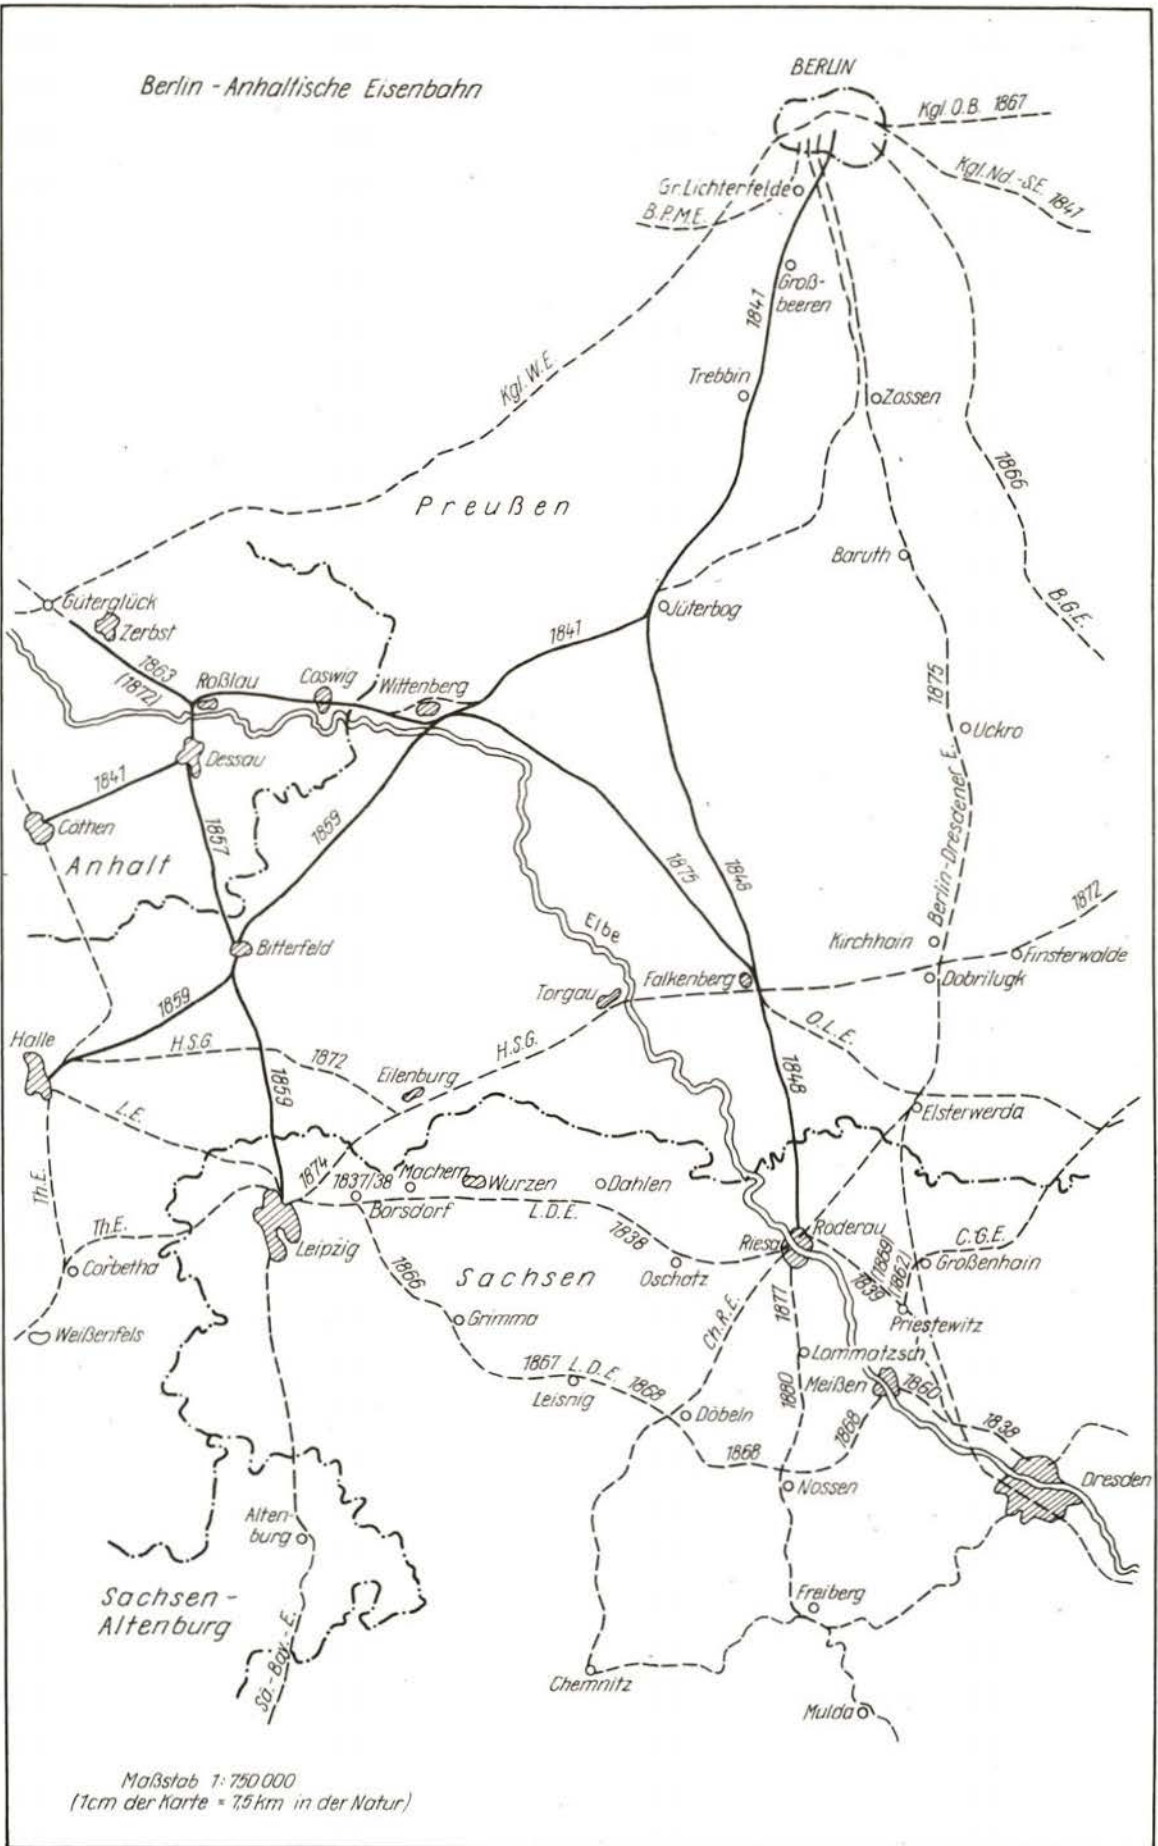 Berlin - Anhaltische Eisenbahn
BERLIN
Kgl. O.B. 1867
Kgl. Nd.-S.E. 1841
Gr. Lichterfelde
B.P.M.E.
Groß-
beeren
1841
Kgl. W.E.
Trebbin
Zossen
1866
Preußen
Baruth
B.G.E.
Güterglück
Zerbst
Jüterbog
1841
1863
(1872)
Roßlau
Coswig
Wittenberg
1875
Uckro
Dessau
1841
Cöthen
1857
1859
Berlin-Dresdener E.
Anhalt
1875
1848
1872
Elbe
Kirchhain
Finsterwalde
Bitterfeld
Falkenberg
Dobrilugk
Torgau
1859
O.L.E.
Halle
H.S.G.
1872
H.S.G.
Eilenburg
1859
1848
L.E.
Elsterwerda
Th.E.
1874
1837/38
Machern
Wurzen
Dahlen
Borsdorf
L.D.E.
1838
Th.E.
Leipzig
Riesa
Röderau
C.G.E.
Corbetha
1866
Sachsen
Oschatz
1839
(1869)
(1862)
Großenhain
Weißenfels
Grimma
Ch.R.E.
1877
Priestewitz
1867 L.D.E. 1868
Leisnig
Lommatzsch
Meißen
1860
1880
Döbeln
1868
1868
1838
Nossen
Dresden
Alten-
burg
Sachsen -
Altenburg
Freiberg
Sä.-Bay.-E.
Chemnitz
Mulda
Maßstab 1:750000
(1cm der Karte = 7,5km in der Natur)